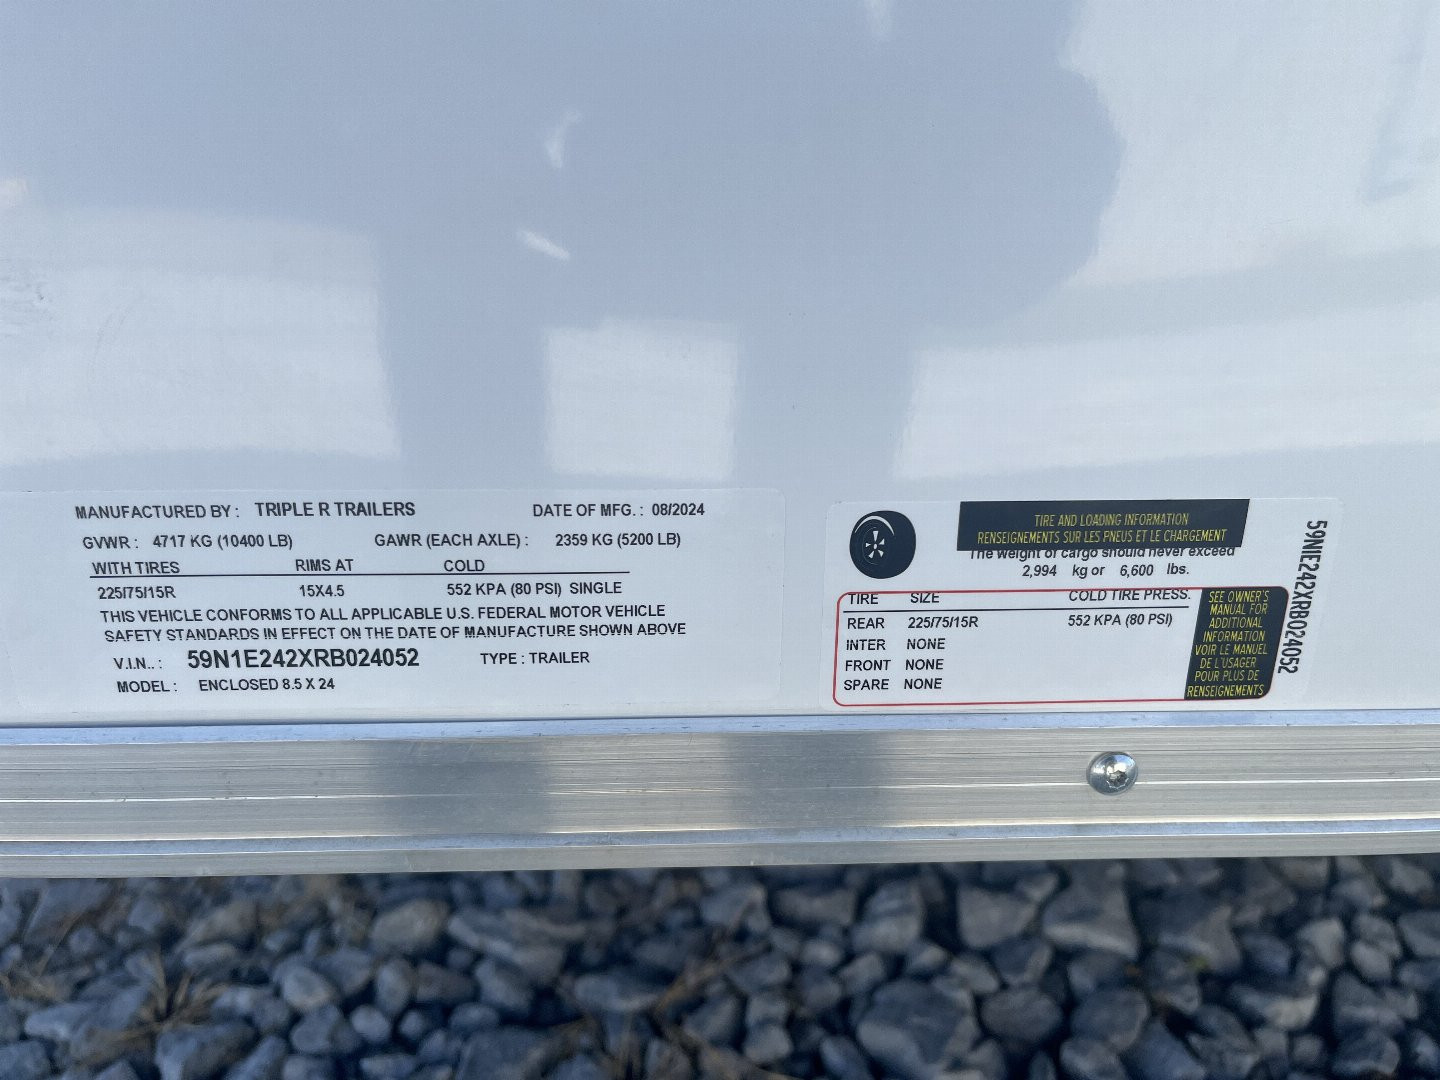 MANUFACTURED BY : TRIPLE R TRAILERS DATE OF MFG. : 08/2024
GVWR : 4717 KG (10400 LB) GAWR (EACH AXLE) : 2359 KG (5200 LB)
WITH TIRES RIMS AT COLD
225/75/15R 15X4.5 552 KPA (80 PSI) SINGLE
THIS VEHICLE CONFORMS TO ALL APPLICABLE U.S. FEDERAL MOTOR VEHICLE
SAFETY STANDARDS IN EFFECT ON THE DATE OF MANUFACTURE SHOWN ABOVE
V.I.N.. : 59N1E242XRB024052 TYPE : TRAILER
MODEL : ENCLOSED 8.5 X 24
TIRE AND LOADING INFORMATION
RENSEIGNEMENTS SUR LES PNEUS ET LE CHARGEMENT
The weight of cargo should never exceed
2,994 kg or 6,600 lbs.
TIRE SIZE COLD TIRE PRESS.
REAR 225/75/15R 552 KPA (80 PSI)
INTER NONE
FRONT NONE
SPARE NONE
SEE OWNER'S
MANUAL FOR
ADDITIONAL
INFORMATION
VOIR LE MANUEL
DE L'USAGER
POUR PLUS DE
RENSEIGNEMENTS
59NIE242XRB024052